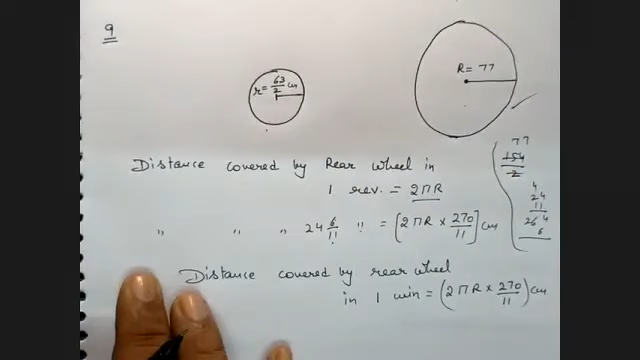 9
r = 63/2 cm
R = 77
77
154
2
4
24
11
264
6
Distance covered by Rear wheel in
1 rev. = 2πR
" " " 24 6/11 " = [2πR × 270/11] cm
Distance covered by rear wheel
in 1 min = (2πR × 270/11) cm